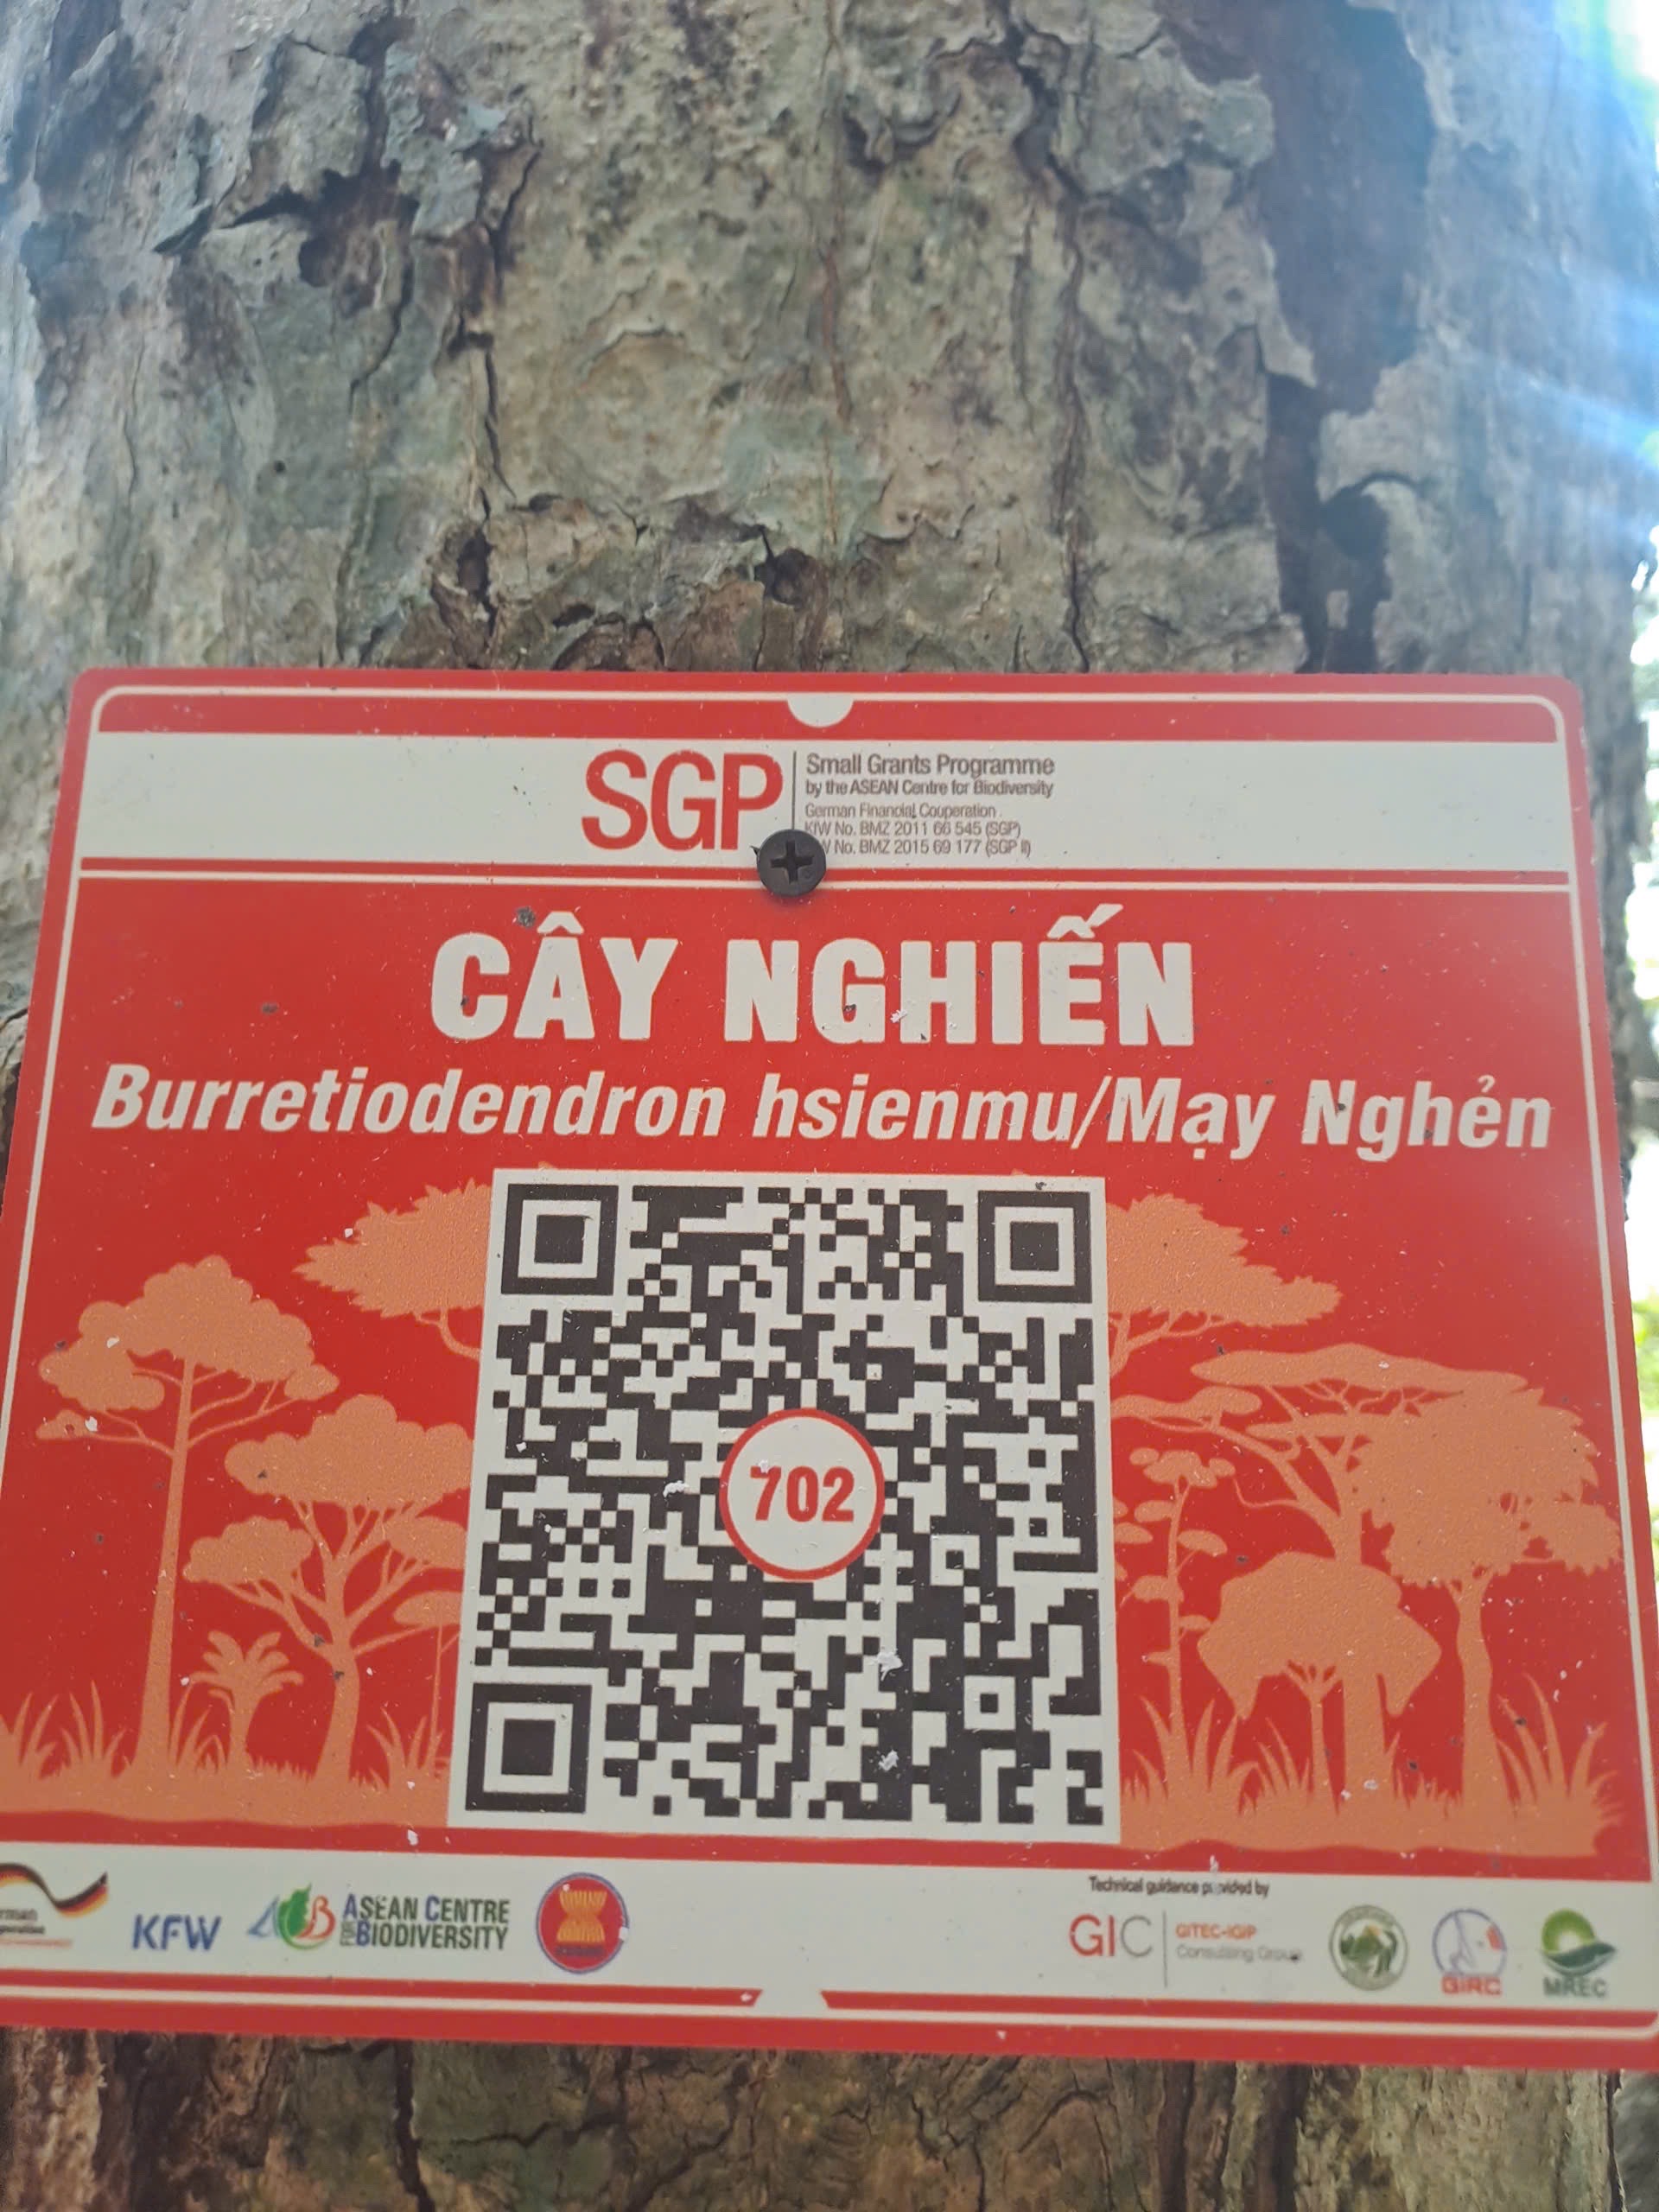 SGP
Small Grants Programme
by the ASEAN Centre for Biodiversity
German Financial Cooperation
KfW No. BMZ 2011 66 545 (SGP)
No. BMZ 2015 69 177 (SGP II)
CÂY NGHIẾN
Burretiodendron hsienmu/Mạy Nghẻn
702
KFW
ACB
ASEAN CENTRE
FOR BIODIVERSITY
Technical guidance provided by
GIC
GITEC-IGIP
Consulting Group
GIRC
MREC